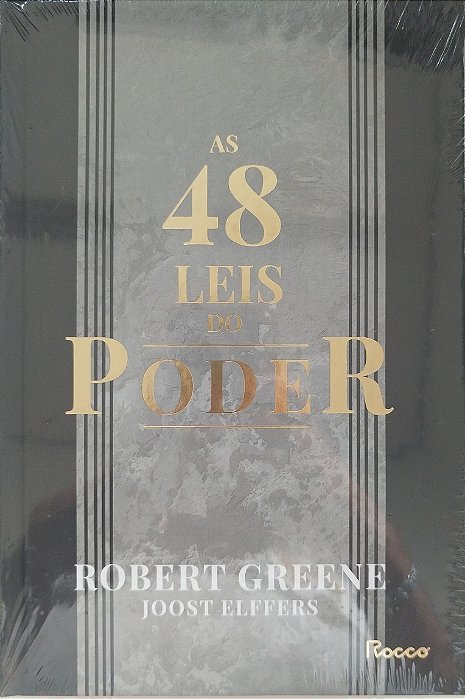 AS
48
LEIS
DO
PODER
ROBERT GREENE
JOOST ELFFERS
Rocco